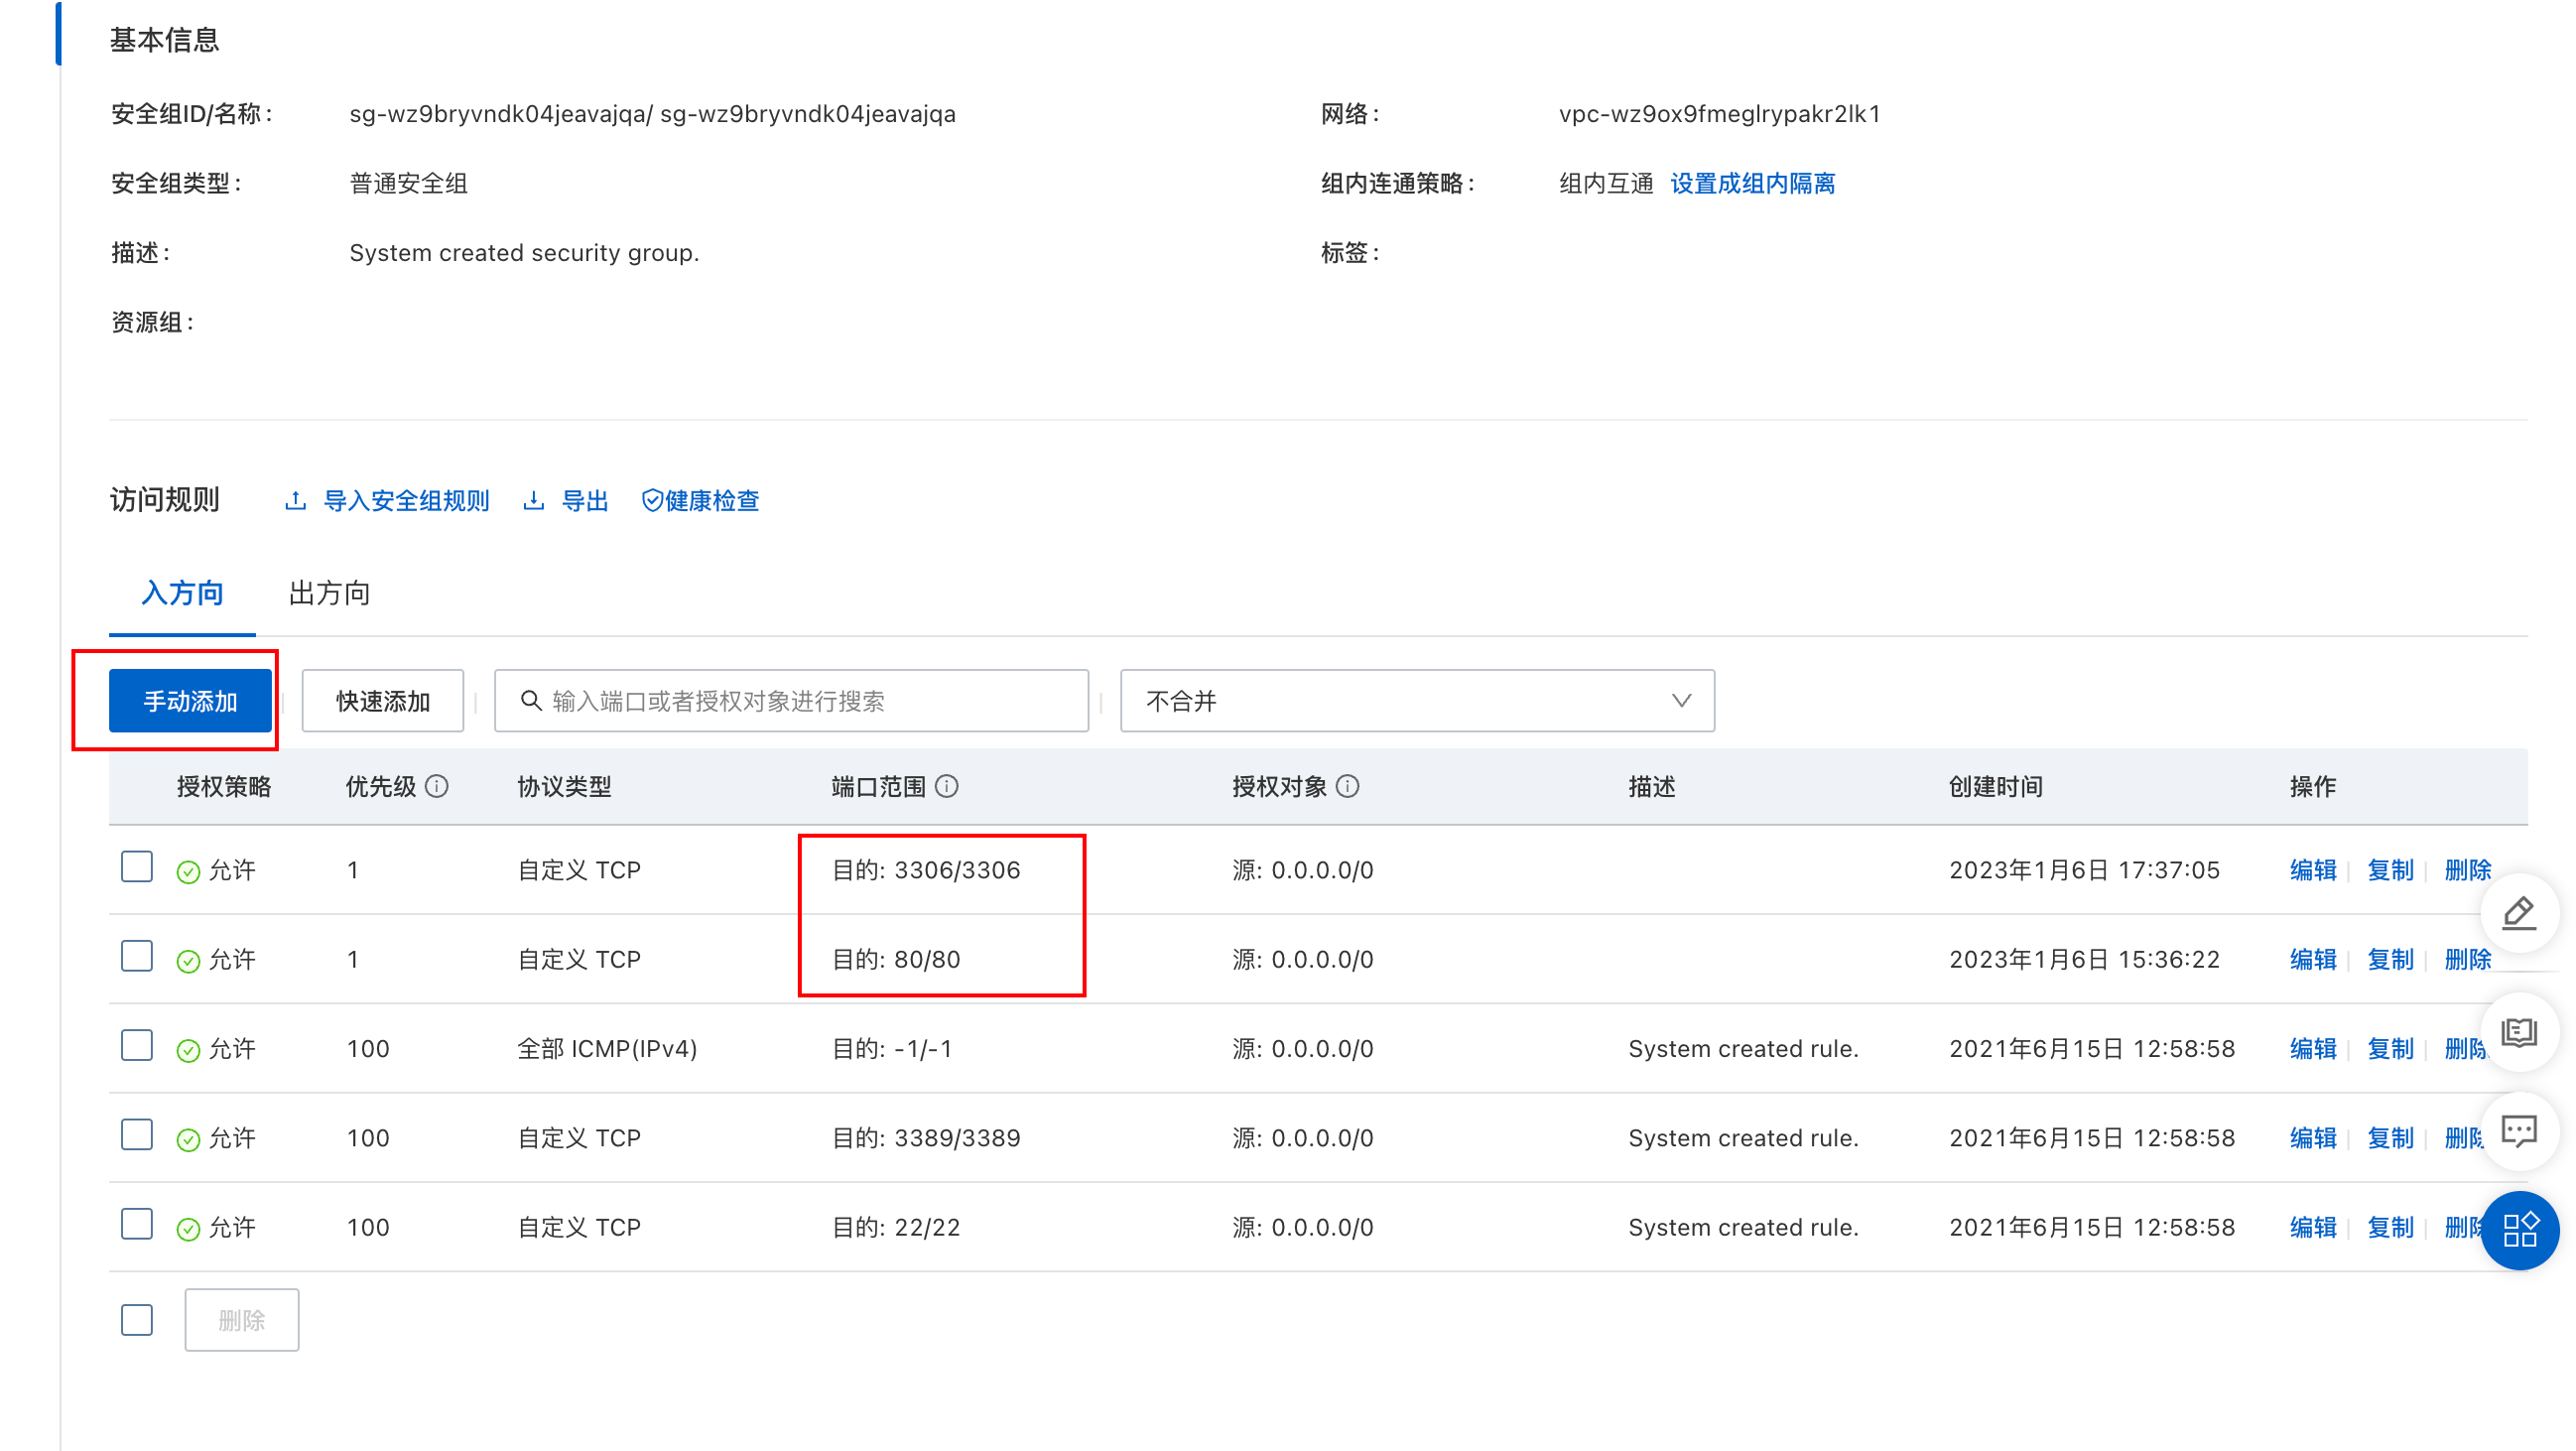 基本信息
安全组ID/名称: sg-wz9bryvndk04jeavajqa/ sg-wz9bryvndk04jeavajqa 网络: vpc-wz9ox9fmeglrypakr2lk1
安全组类型: 普通安全组 组内连通策略: 组内互通 设置成组内隔离
描述: System created security group. 标签:
资源组:
访问规则 导入安全组规则 导出 健康检查
入方向 出方向
手动添加 快速添加 输入端口或者授权对象进行搜索 不合并
授权策略 优先级 协议类型 端口范围 授权对象 描述 创建时间 操作
允许 1 自定义 TCP 目的: 3306/3306 源: 0.0.0.0/0 2023年1月6日 17:37:05 编辑 复制 删除
允许 1 自定义 TCP 目的: 80/80 源: 0.0.0.0/0 2023年1月6日 15:36:22 编辑 复制 删除
允许 100 全部 ICMP(IPv4) 目的: -1/-1 源: 0.0.0.0/0 System created rule. 2021年6月15日 12:58:58 编辑 复制 删除
允许 100 自定义 TCP 目的: 3389/3389 源: 0.0.0.0/0 System created rule. 2021年6月15日 12:58:58 编辑 复制 删除
允许 100 自定义 TCP 目的: 22/22 源: 0.0.0.0/0 System created rule. 2021年6月15日 12:58:58 编辑 复制 删除
删除